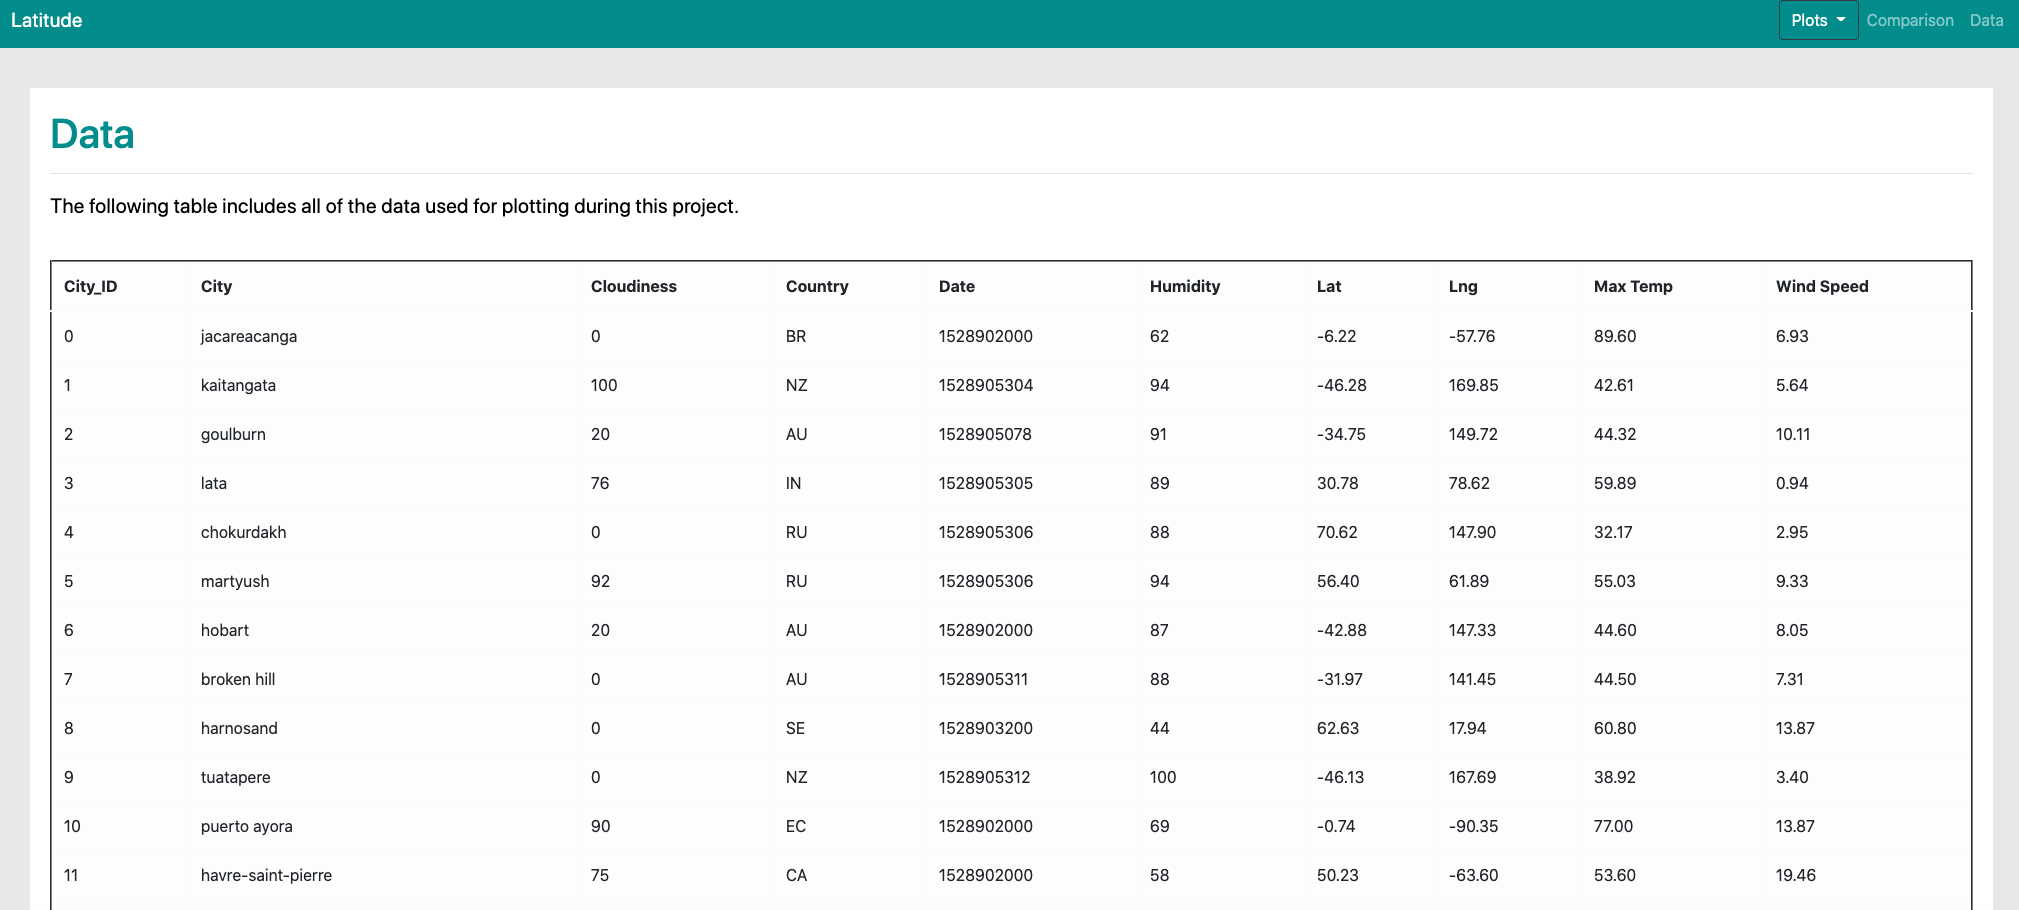 Latitude Plots Comparison Data
Data
The following table includes all of the data used for plotting during this project.
City_ID City Cloudiness Country Date Humidity Lat Lng Max Temp Wind Speed
0 jacareacanga 0 BR 1528902000 62 -6.22 -57.76 89.60 6.93
1 kaitangata 100 NZ 1528905304 94 -46.28 169.85 42.61 5.64
2 goulburn 20 AU 1528905078 91 -34.75 149.72 44.32 10.11
3 lata 76 IN 1528905305 89 30.78 78.62 59.89 0.94
4 chokurdakh 0 RU 1528905306 88 70.62 147.90 32.17 2.95
5 martyush 92 RU 1528905306 94 56.40 61.89 55.03 9.33
6 hobart 20 AU 1528902000 87 -42.88 147.33 44.60 8.05
7 broken hill 0 AU 1528905311 88 -31.97 141.45 44.50 7.31
8 harnosand 0 SE 1528903200 44 62.63 17.94 60.80 13.87
9 tuatapere 0 NZ 1528905312 100 -46.13 167.69 38.92 3.40
10 puerto ayora 90 EC 1528902000 69 -0.74 -90.35 77.00 13.87
11 havre-saint-pierre 75 CA 1528902000 58 50.23 -63.60 53.60 19.46